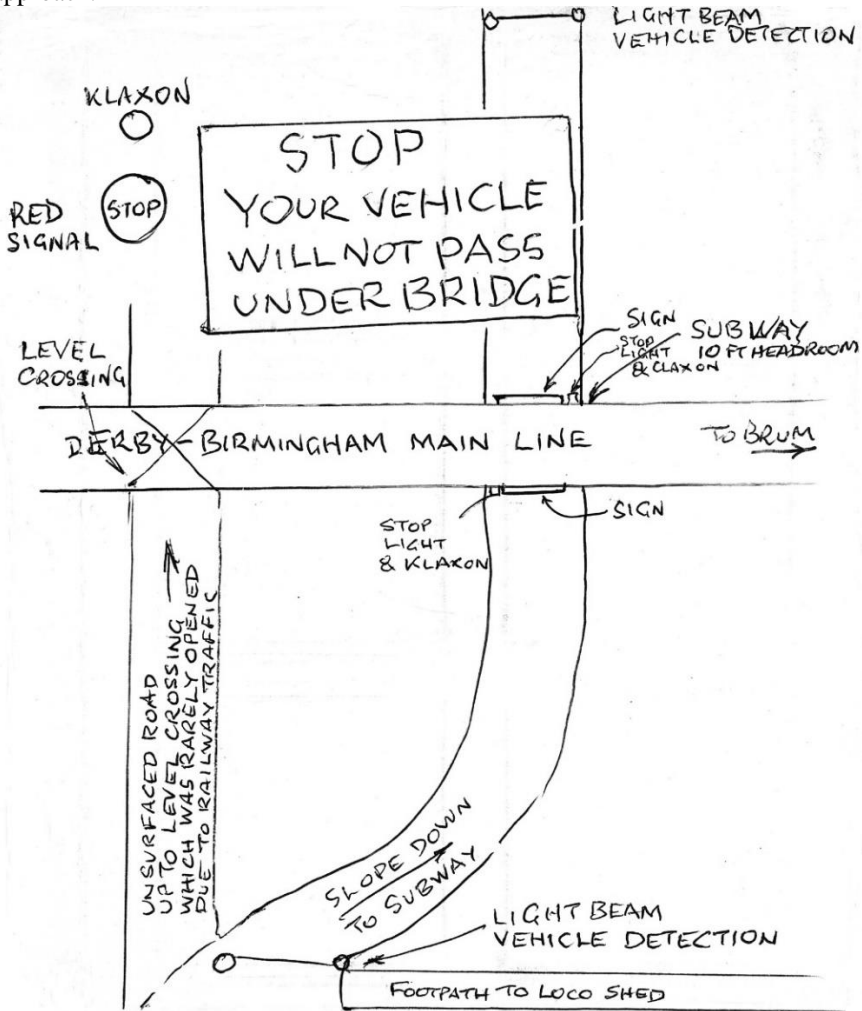 LIGHT BEAM
VEHICLE DETECTION
KLAXON
STOP
YOUR VEHICLE
WILL NOT PASS
UNDER BRIDGE
RED
SIGNAL
STOP
SIGN
STOP
LIGHT
& CLAXON
SUBWAY
10 FT HEADROOM
LEVEL
CROSSING
DERBY - BIRMINGHAM MAIN LINE
TO BRUM
STOP
LIGHT
& KLAXON
SIGN
UNSURFACED ROAD
UP TO LEVEL CROSSING
WHICH WAS RARELY OPENED
DUE TO RAILWAY TRAFFIC
SLOPE DOWN
TO SUBWAY
LIGHT BEAM
VEHICLE DETECTION
FOOTPATH TO LOCO SHED